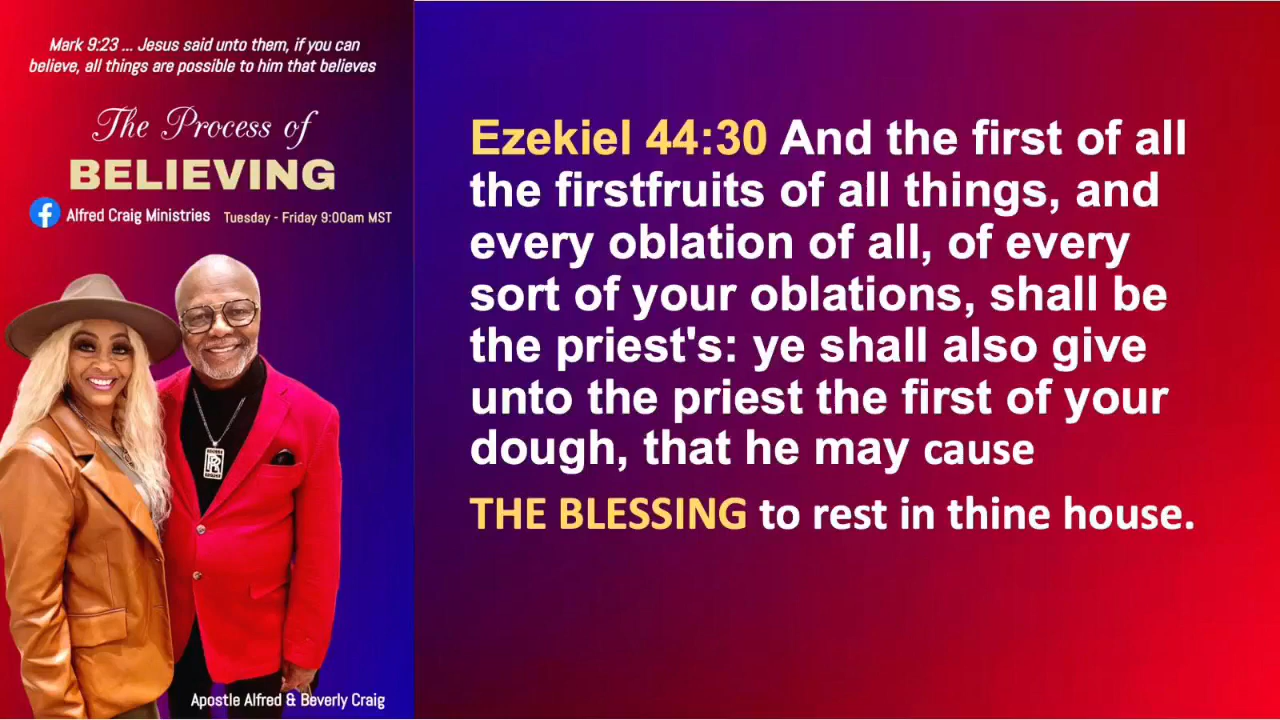 Mark 9:23 ... Jesus said unto them, if you can
believe, all things are possible to him that believes
The Process of
BELIEVING
Alfred Craig Ministries Tuesday - Friday 9:00am MST
Apostle Alfred & Beverly Craig
Ezekiel 44:30 And the first of all
the firstfruits of all things, and
every oblation of all, of every
sort of your oblations, shall be
the priest's: ye shall also give
unto the priest the first of your
dough, that he may cause
THE BLESSING to rest in thine house.